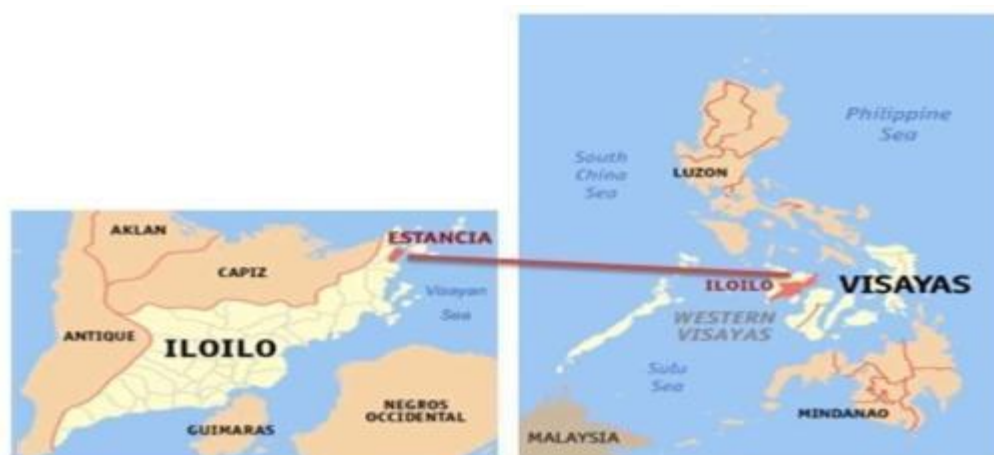 AKLAN
ESTANCIA
CAPIZ
Visayan
Sea
ANTIQUE
ILOILO
NEGROS
OCCIDENTAL
GUIMARAS
Philippine
Sea
South
China
Sea
LUZON
ILOILO
VISAYAS
WESTERN
VISAYAS
Sulu
Sea
MINDANAO
MALAYSIA